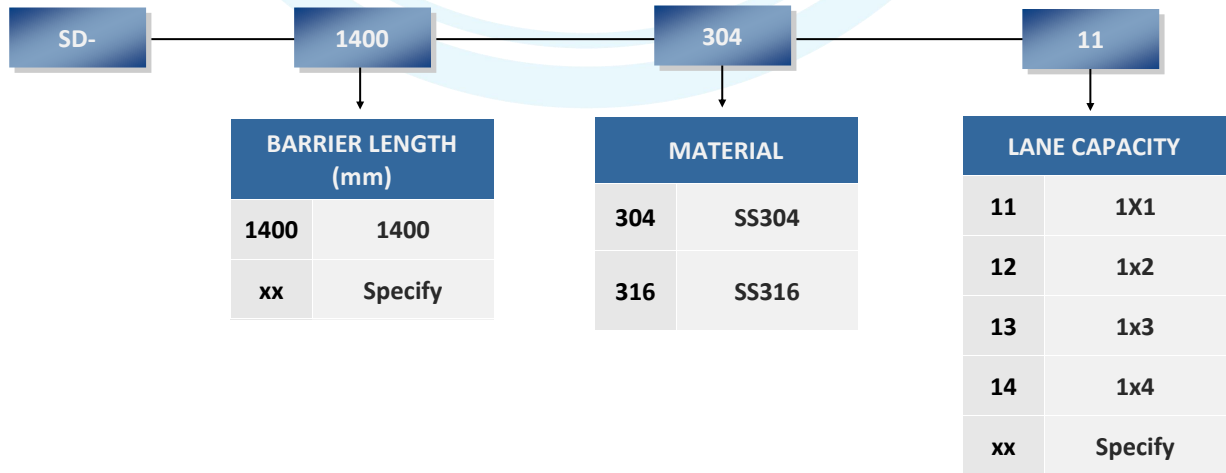 SD- 1400 304 11
BARRIER LENGTH
(mm)
1400 1400
xx Specify
MATERIAL
304 SS304
316 SS316
LANE CAPACITY
11 1X1
12 1x2
13 1x3
14 1x4
xx Specify